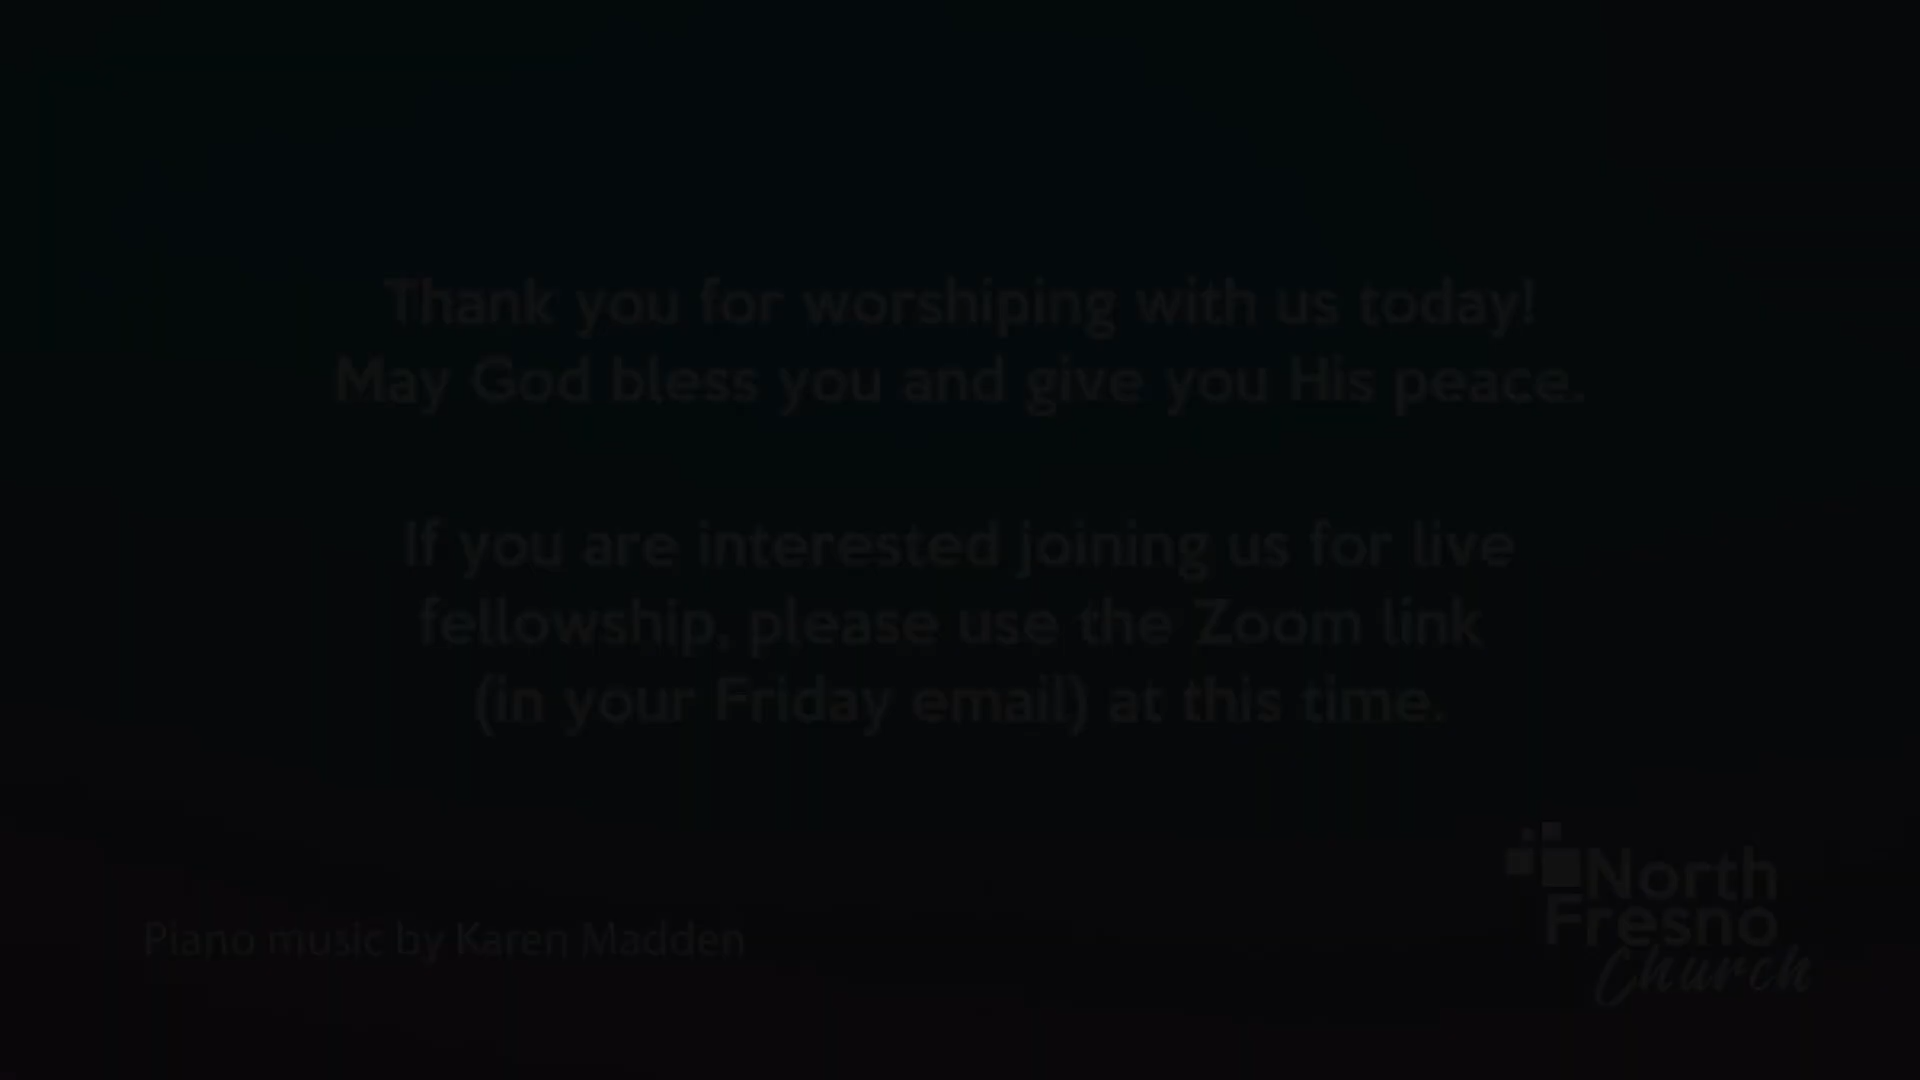 Thank you for worshiping with us today!
May God bless you and give you His peace.
If you are interested joining us for live
fellowship, please use the Zoom link
(in your Friday email) at this time.
Piano music by Karen Madden
North
Fresno
Church